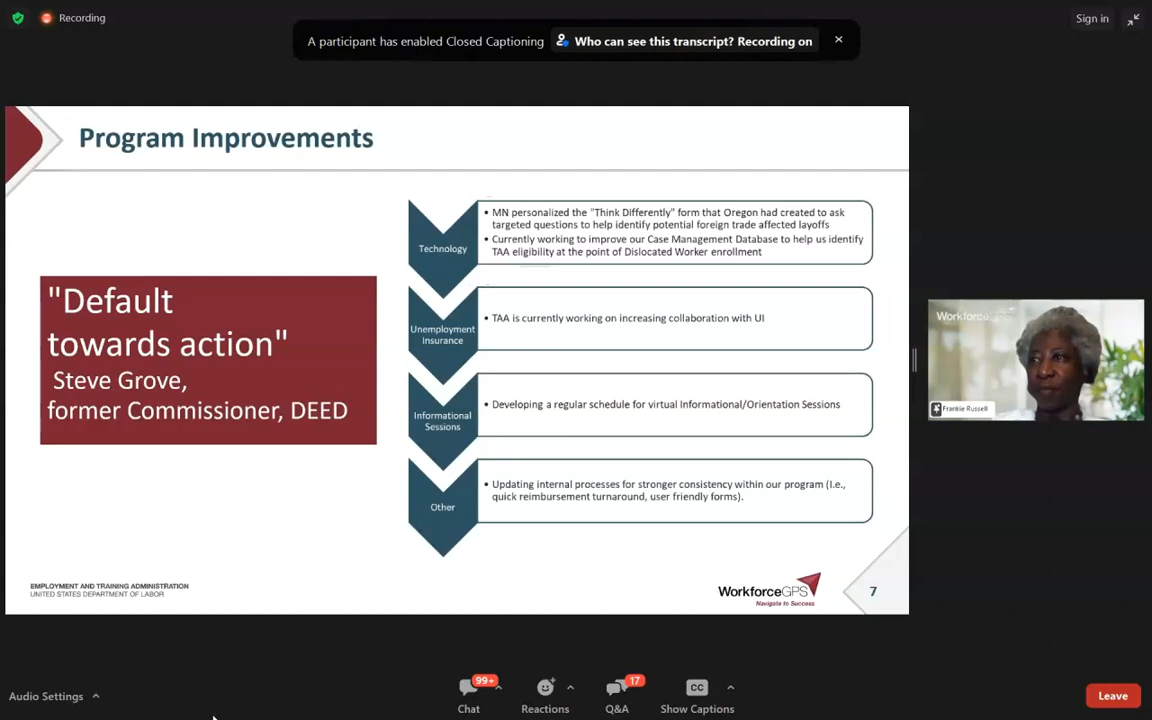 Recording
A participant has enabled Closed Captioning
Who can see this transcript? Recording on
Sign in
Program Improvements
"Default
towards action"
Steve Grove,
former Commissioner, DEED
Technology
• MN personalized the "Think Differently" form that Oregon had created to ask
targeted questions to help identify potential foreign trade affected layoffs
• Currently working to improve our Case Management Database to help us identify
TAA eligibility at the point of Dislocated Worker enrollment
Unemployment
Insurance
• TAA is currently working on increasing collaboration with UI
Informational
Sessions
• Developing a regular schedule for virtual Informational/Orientation Sessions
Other
• Updating internal processes for stronger consistency within our program (I.e.,
quick reimbursement turnaround, user friendly forms).
EMPLOYMENT AND TRAINING ADMINISTRATION
UNITED STATES DEPARTMENT OF LABOR
WorkforceGPS
Navigate to Success
7
Frankie Russell
Audio Settings
99+
Chat
Reactions
17
Q&A
CC
Show Captions
Leave